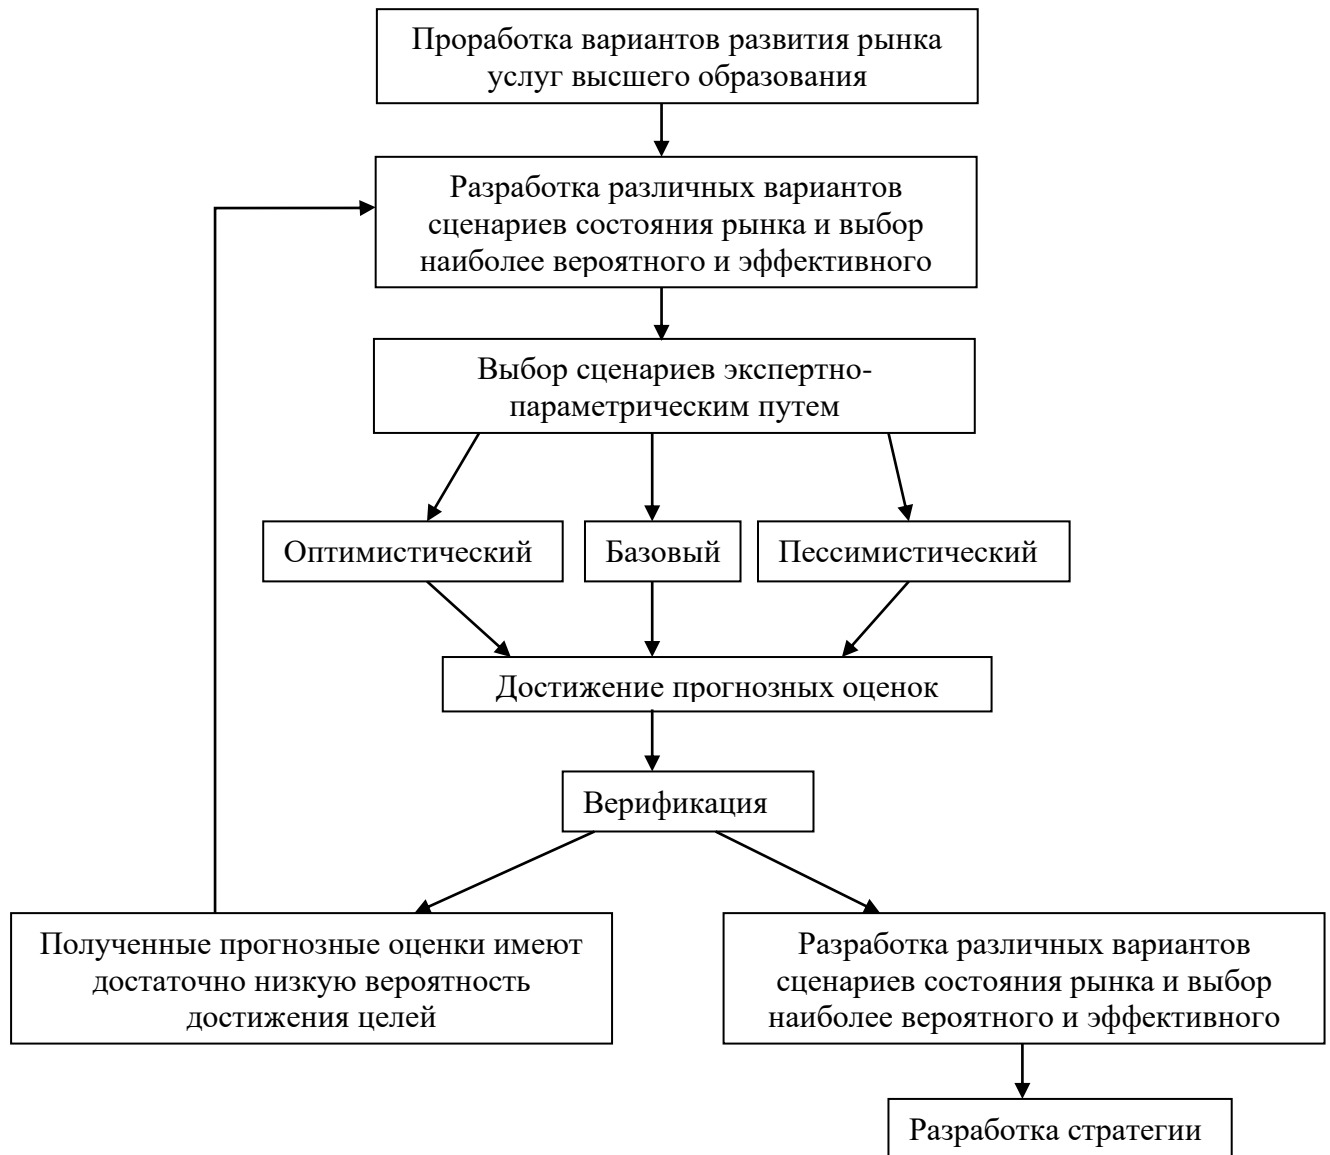 Проработка вариантов развития рынка
услуг высшего образования
Разработка различных вариантов
сценариев состояния рынка и выбор
наиболее вероятного и эффективного
Выбор сценариев экспертно-
параметрическим путем
Оптимистический
Базовый
Пессимистический
Достижение прогнозных оценок
Верификация
Полученные прогнозные оценки имеют
достаточно низкую вероятность
достижения целей
Разработка различных вариантов
сценариев состояния рынка и выбор
наиболее вероятного и эффективного
Разработка стратегии